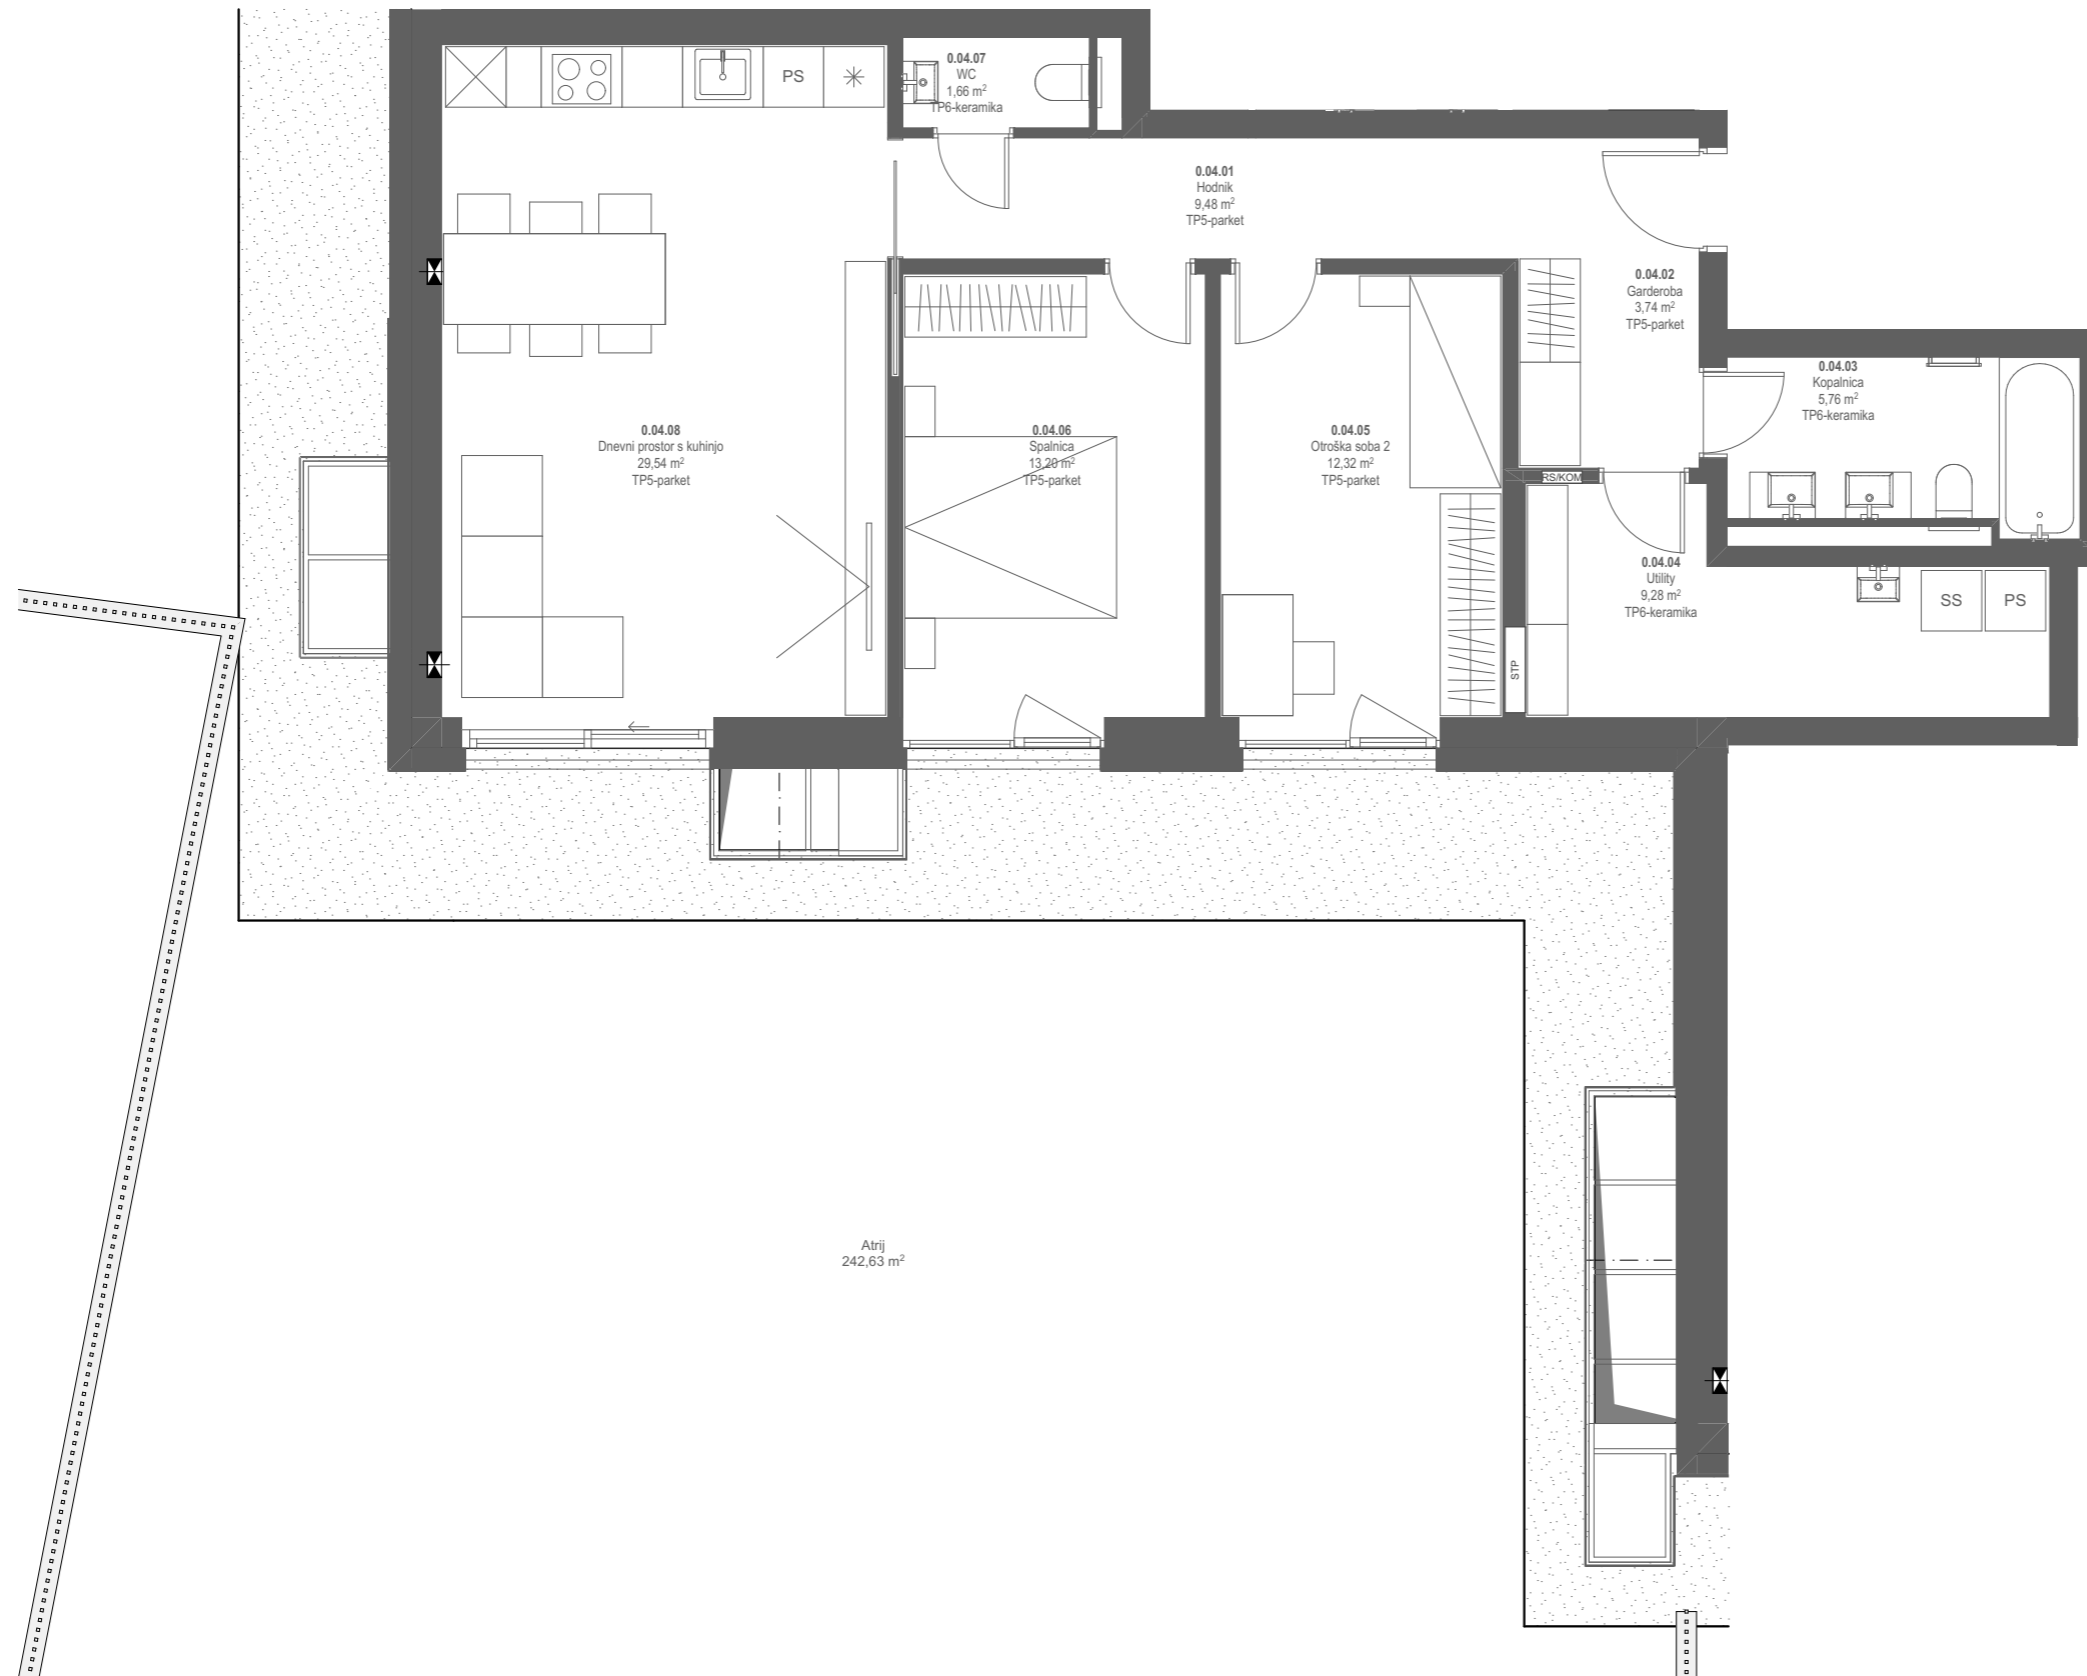 PS
0.04.07
WC
1,66 m²
TP6-keramika
0.04.01
Hodnik
9,48 m²
TP5-parket
0.04.02
Garderoba
3,74 m²
TP5-parket
0.04.03
Kopalnica
5,76 m²
TP6-keramika
0.04.08
Dnevni prostor s kuhinjo
29,54 m²
TP5-parket
0.04.06
Spalnica
13,20 m²
TP5-parket
0.04.05
Otroška soba 2
12,32 m²
TP5-parket
RS/KOM
0.04.04
Utility
9,28 m²
TP6-keramika
SS
PS
STP
Atrij
242,63 m²